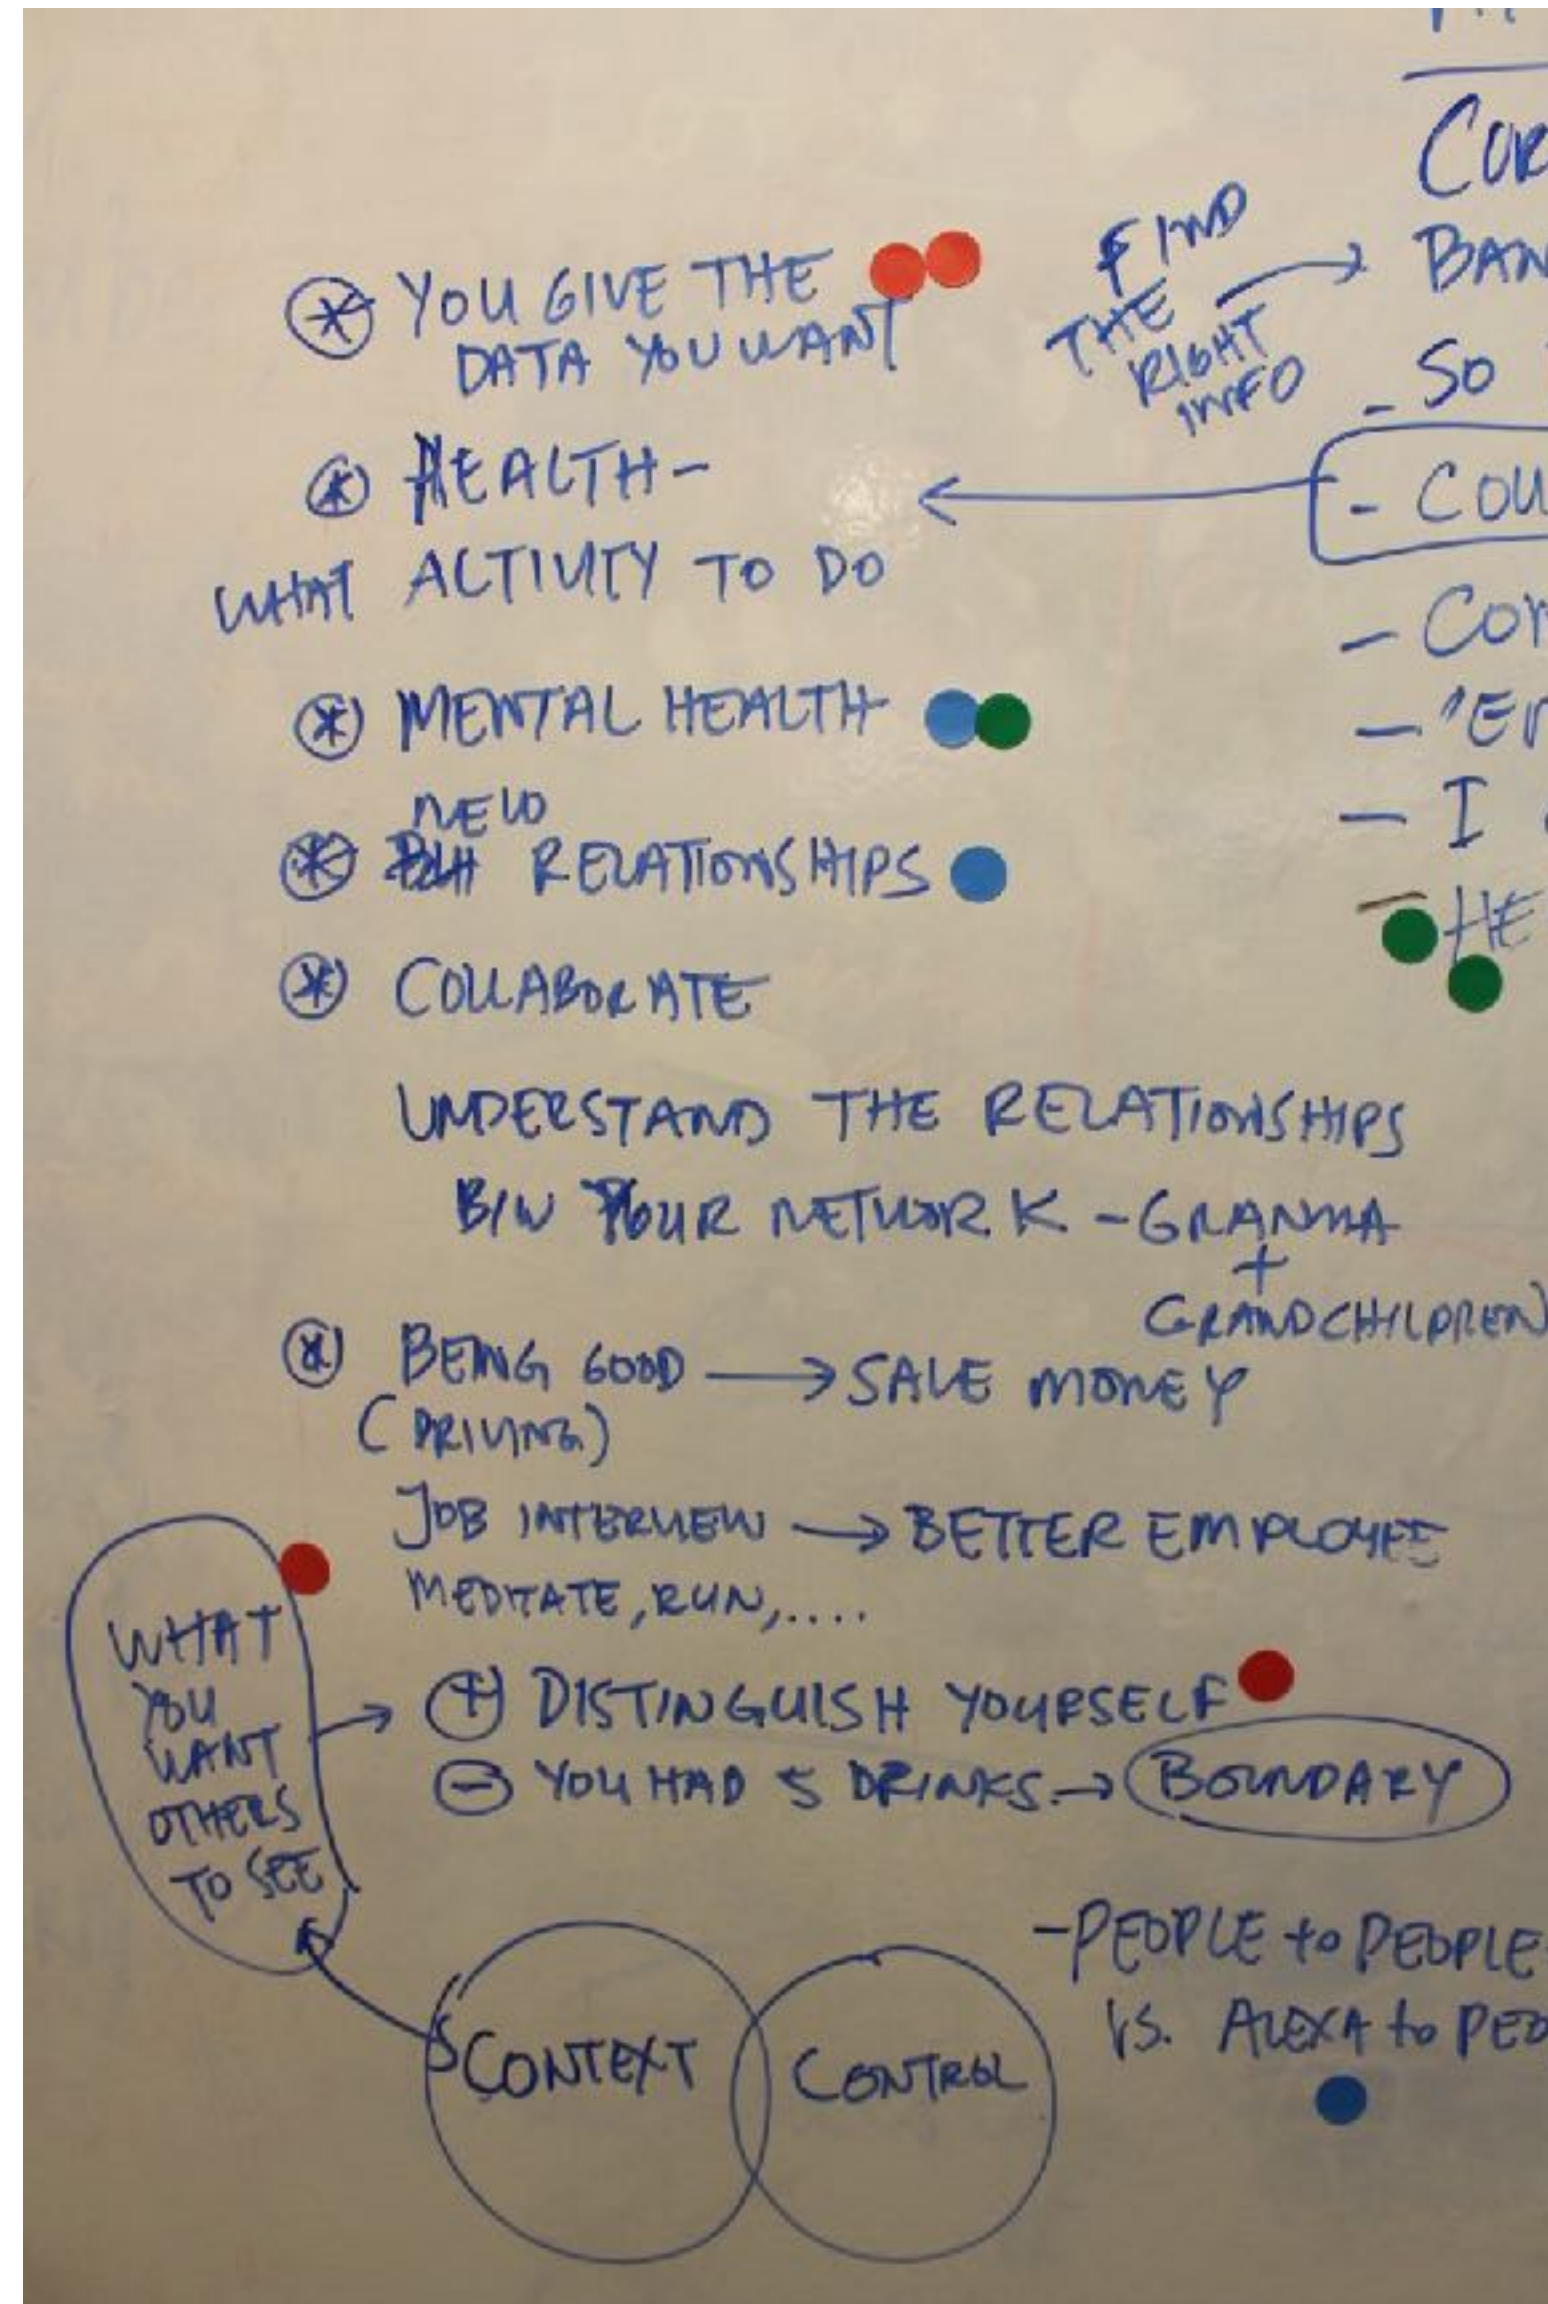 YOU GIVE THE
DATA YOU WANT
HEALTH-
WHAT ACTIVITY TO DO
MENTAL HEALTH
NEW
RELATIONSHIPS
COLLABORATE
UNDERSTAND THE RELATIONSHIPS
B/W YOUR NETWORK - GRANMA
+
GRANDCHILDREN
BEING GOOD → SAVE MONEY
(DRIVING)
JOB INTERVIEW → BETTER EMPLOYEE
MEDITATE, RUN,....
WHAT
YOU
WANT
OTHERS
TO SEE
+ DISTINGUISH YOURSELF
- YOU HAD 5 DRINKS. → BOUNDARY
CONTEXT
CONTROL
-PEOPLE to PEOPLE
VS. ALEXA to PEO
FIND
THE
RIGHT
INFO
- SO
- COU
- I
HE